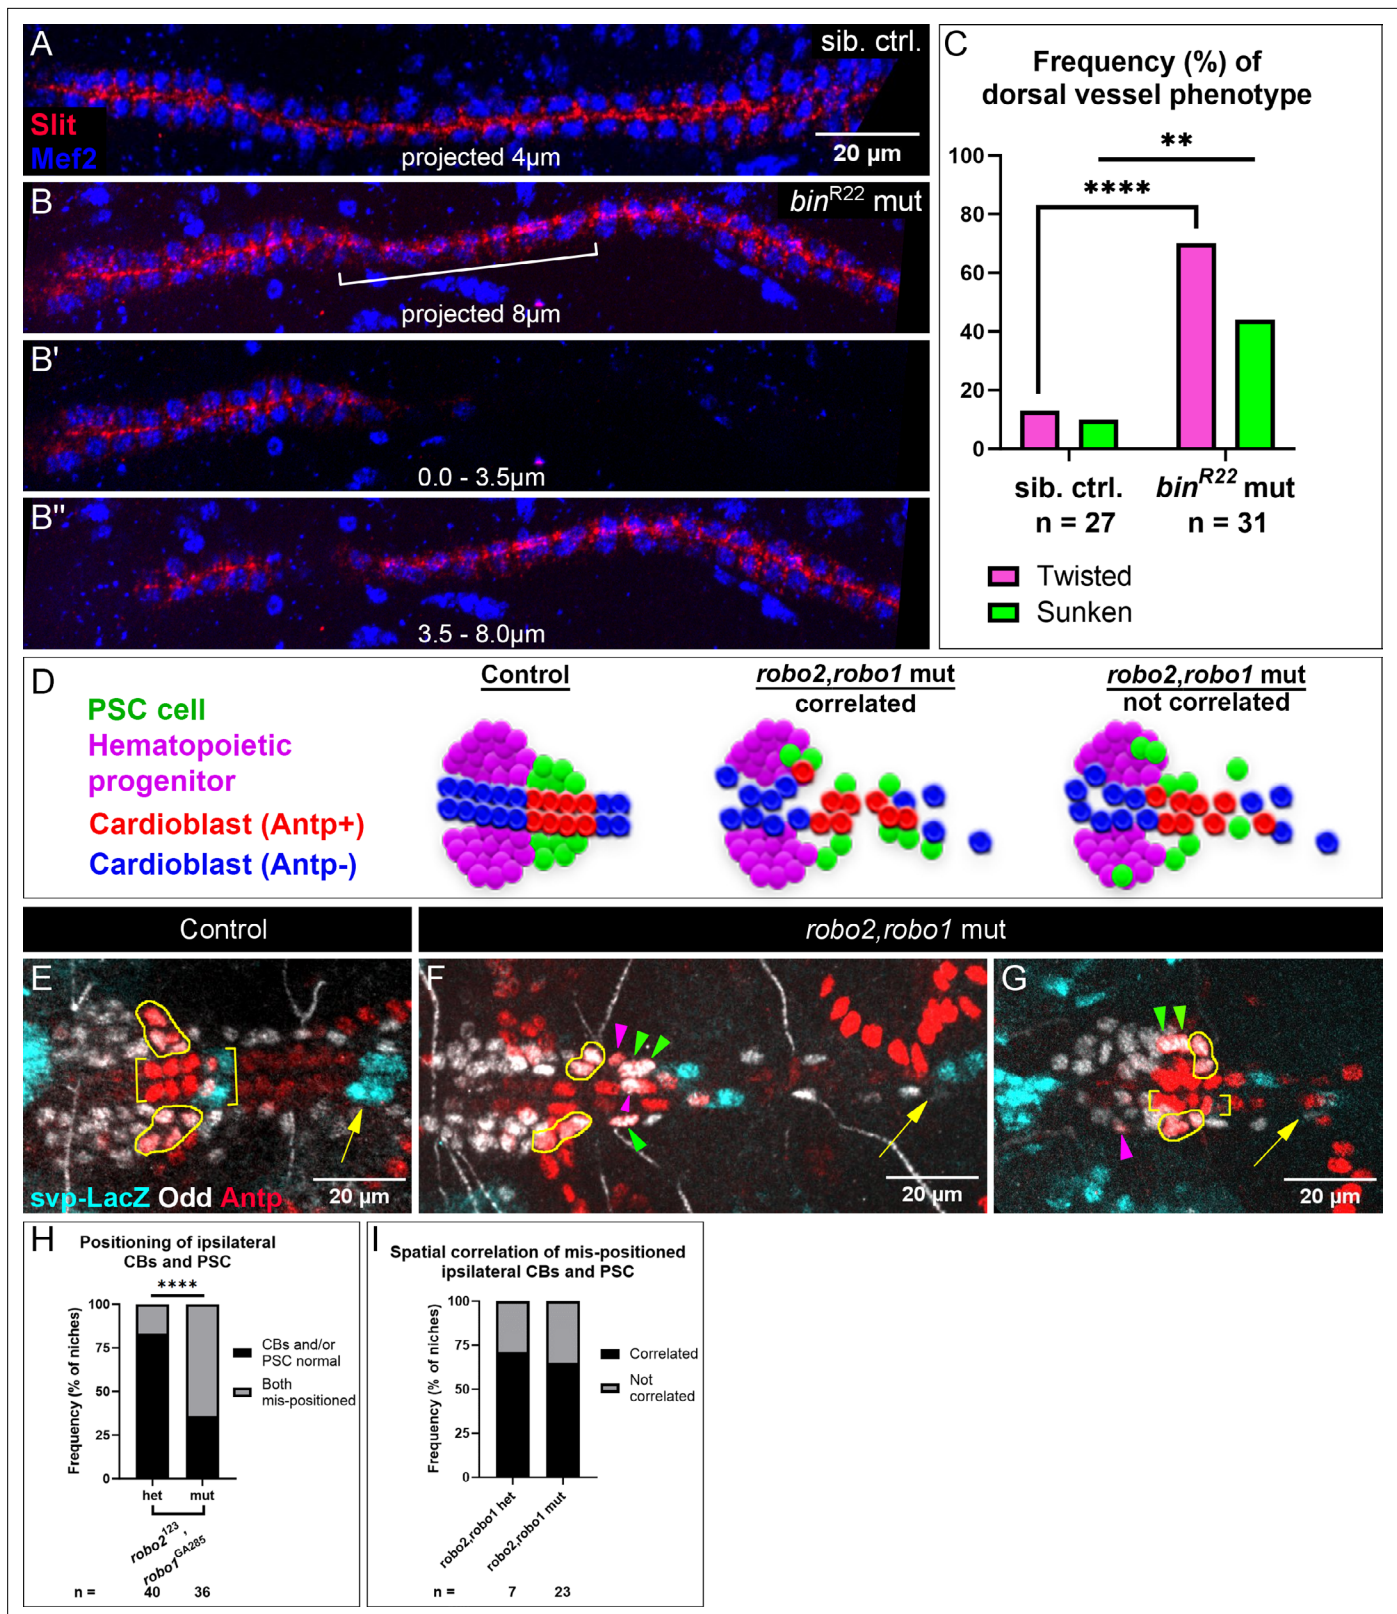 A
sib. ctrl.
Slit
Mef2
projected 4µm
20 µm
B
binR22 mut
projected 8µm
B'
0.0 - 3.5µm
B"
3.5 - 8.0µm
C
Frequency (%) of
dorsal vessel phenotype
**
****
100
80
60
40
20
0
sib. ctrl.
n = 27
binR22 mut
n = 31
Twisted
Sunken
D
PSC cell
Hematopoietic
progenitor
Cardioblast (Antp+)
Cardioblast (Antp-)
Control
robo2,robo1 mut
correlated
robo2,robo1 mut
not correlated
Control
robo2,robo1 mut
E
svp-LacZ Odd Antp
20 µm
F
20 µm
G
20 µm
H
Positioning of ipsilateral
CBs and PSC
****
Frequency (% of niches)
100
75
50
25
0
CBs and/or
PSC normal
Both
mis-positioned
het
mut
robo2123,
robo1GA285
n =
40
36
I
Spatial correlation of mis-positioned
ipsilateral CBs and PSC
Frequency (% of niches)
100
75
50
25
0
Correlated
Not
correlated
robo2,robo1 het
robo2,robo1 mut
n =
7
23